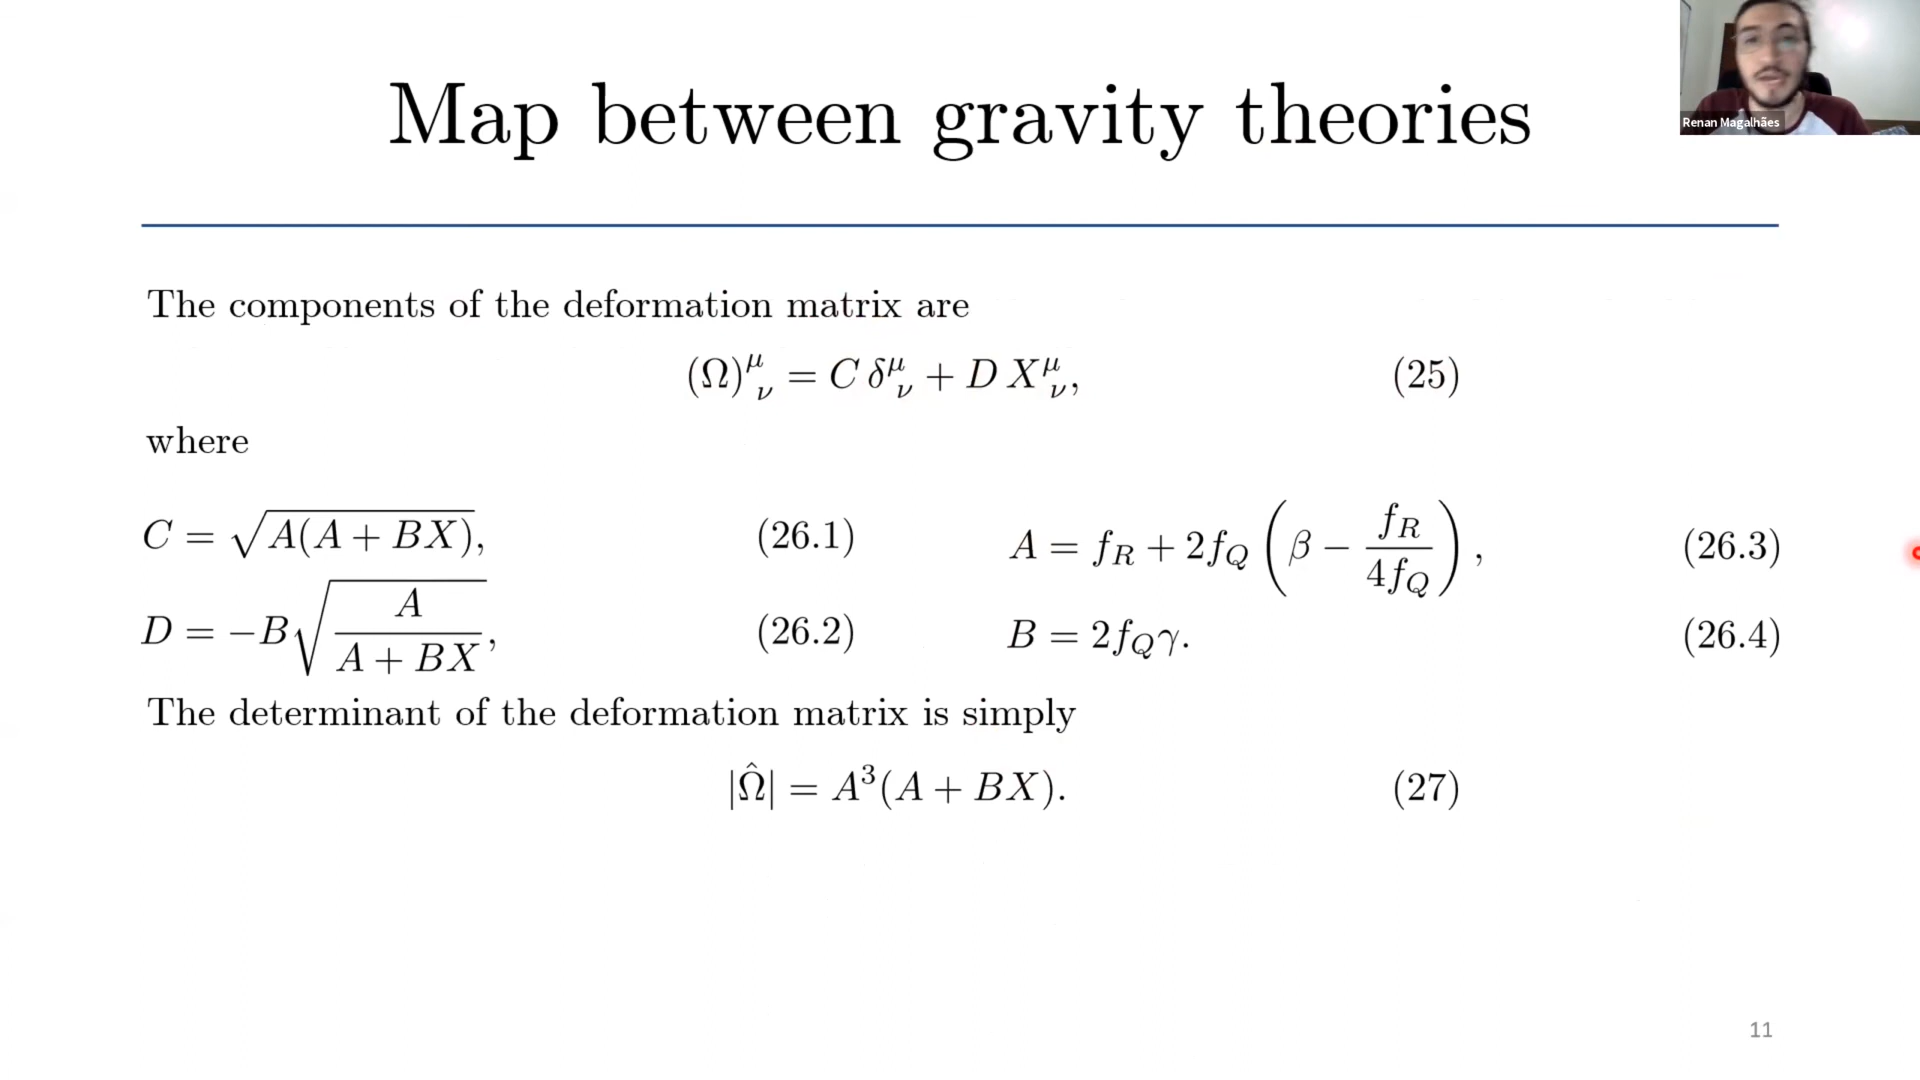 Map between gravity theories
Renan Magalhães
The components of the deformation matrix are
(Ω)^μ_ν = C δ^μ_ν + D X^μ_ν, (25)
where
C = √(A(A + BX)), (26.1)
A = f_R + 2f_Q (β − f_R / 4f_Q), (26.3)
D = −B√(A / (A + BX)), (26.2)
B = 2f_Qγ. (26.4)
The determinant of the deformation matrix is simply
|Ω̂| = A³(A + BX). (27)
11